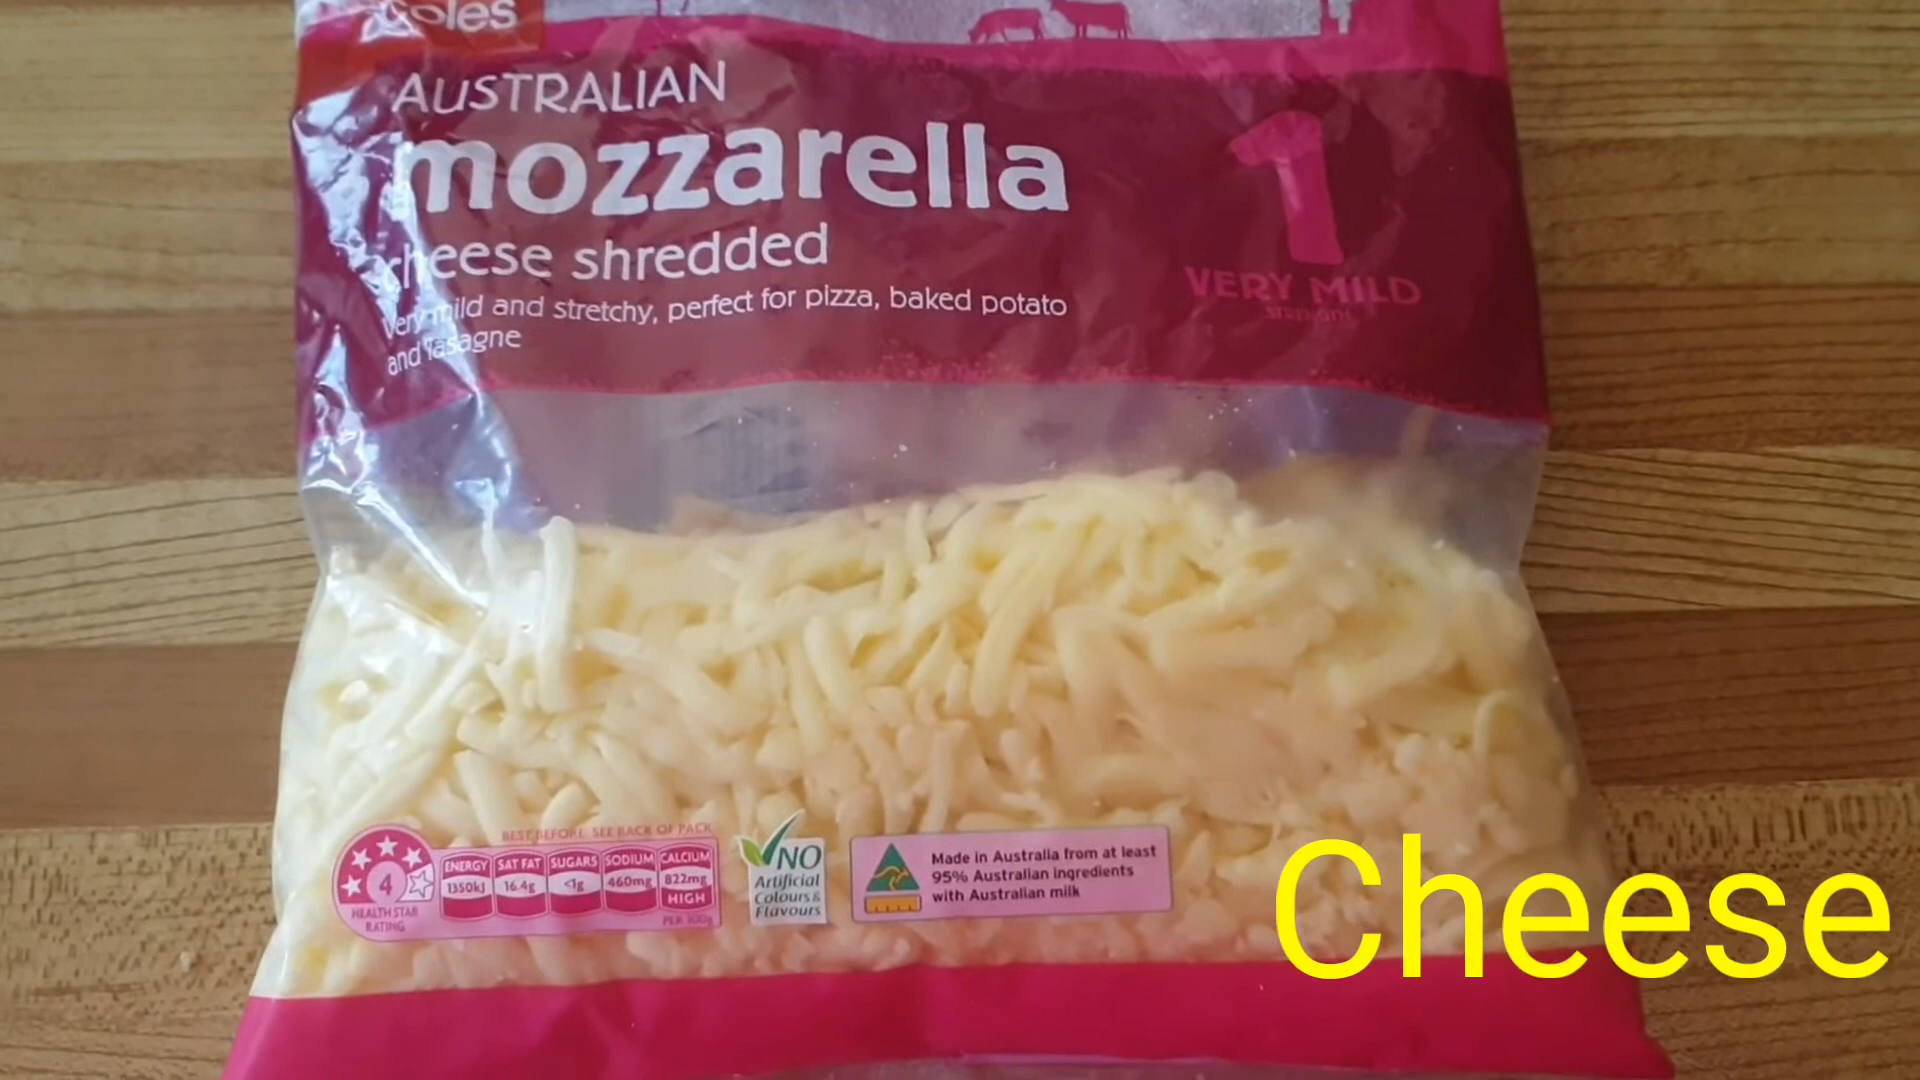 Coles
AUSTRALIAN
mozzarella
cheese shredded
very mild and stretchy, perfect for pizza, baked potato
and lasagne
1
VERY MILD
STRENGTH
BEST BEFORE SEE BACK OF PACK
4
HEALTH STAR
RATING
ENERGY
1350kJ
SAT FAT
16.4g
SUGARS
<1g
SODIUM
460mg
CALCIUM
822mg
HIGH
PER 100g
NO
Artificial
Colours &
Flavours
Made in Australia from at least
95% Australian ingredients
with Australian milk
Cheese